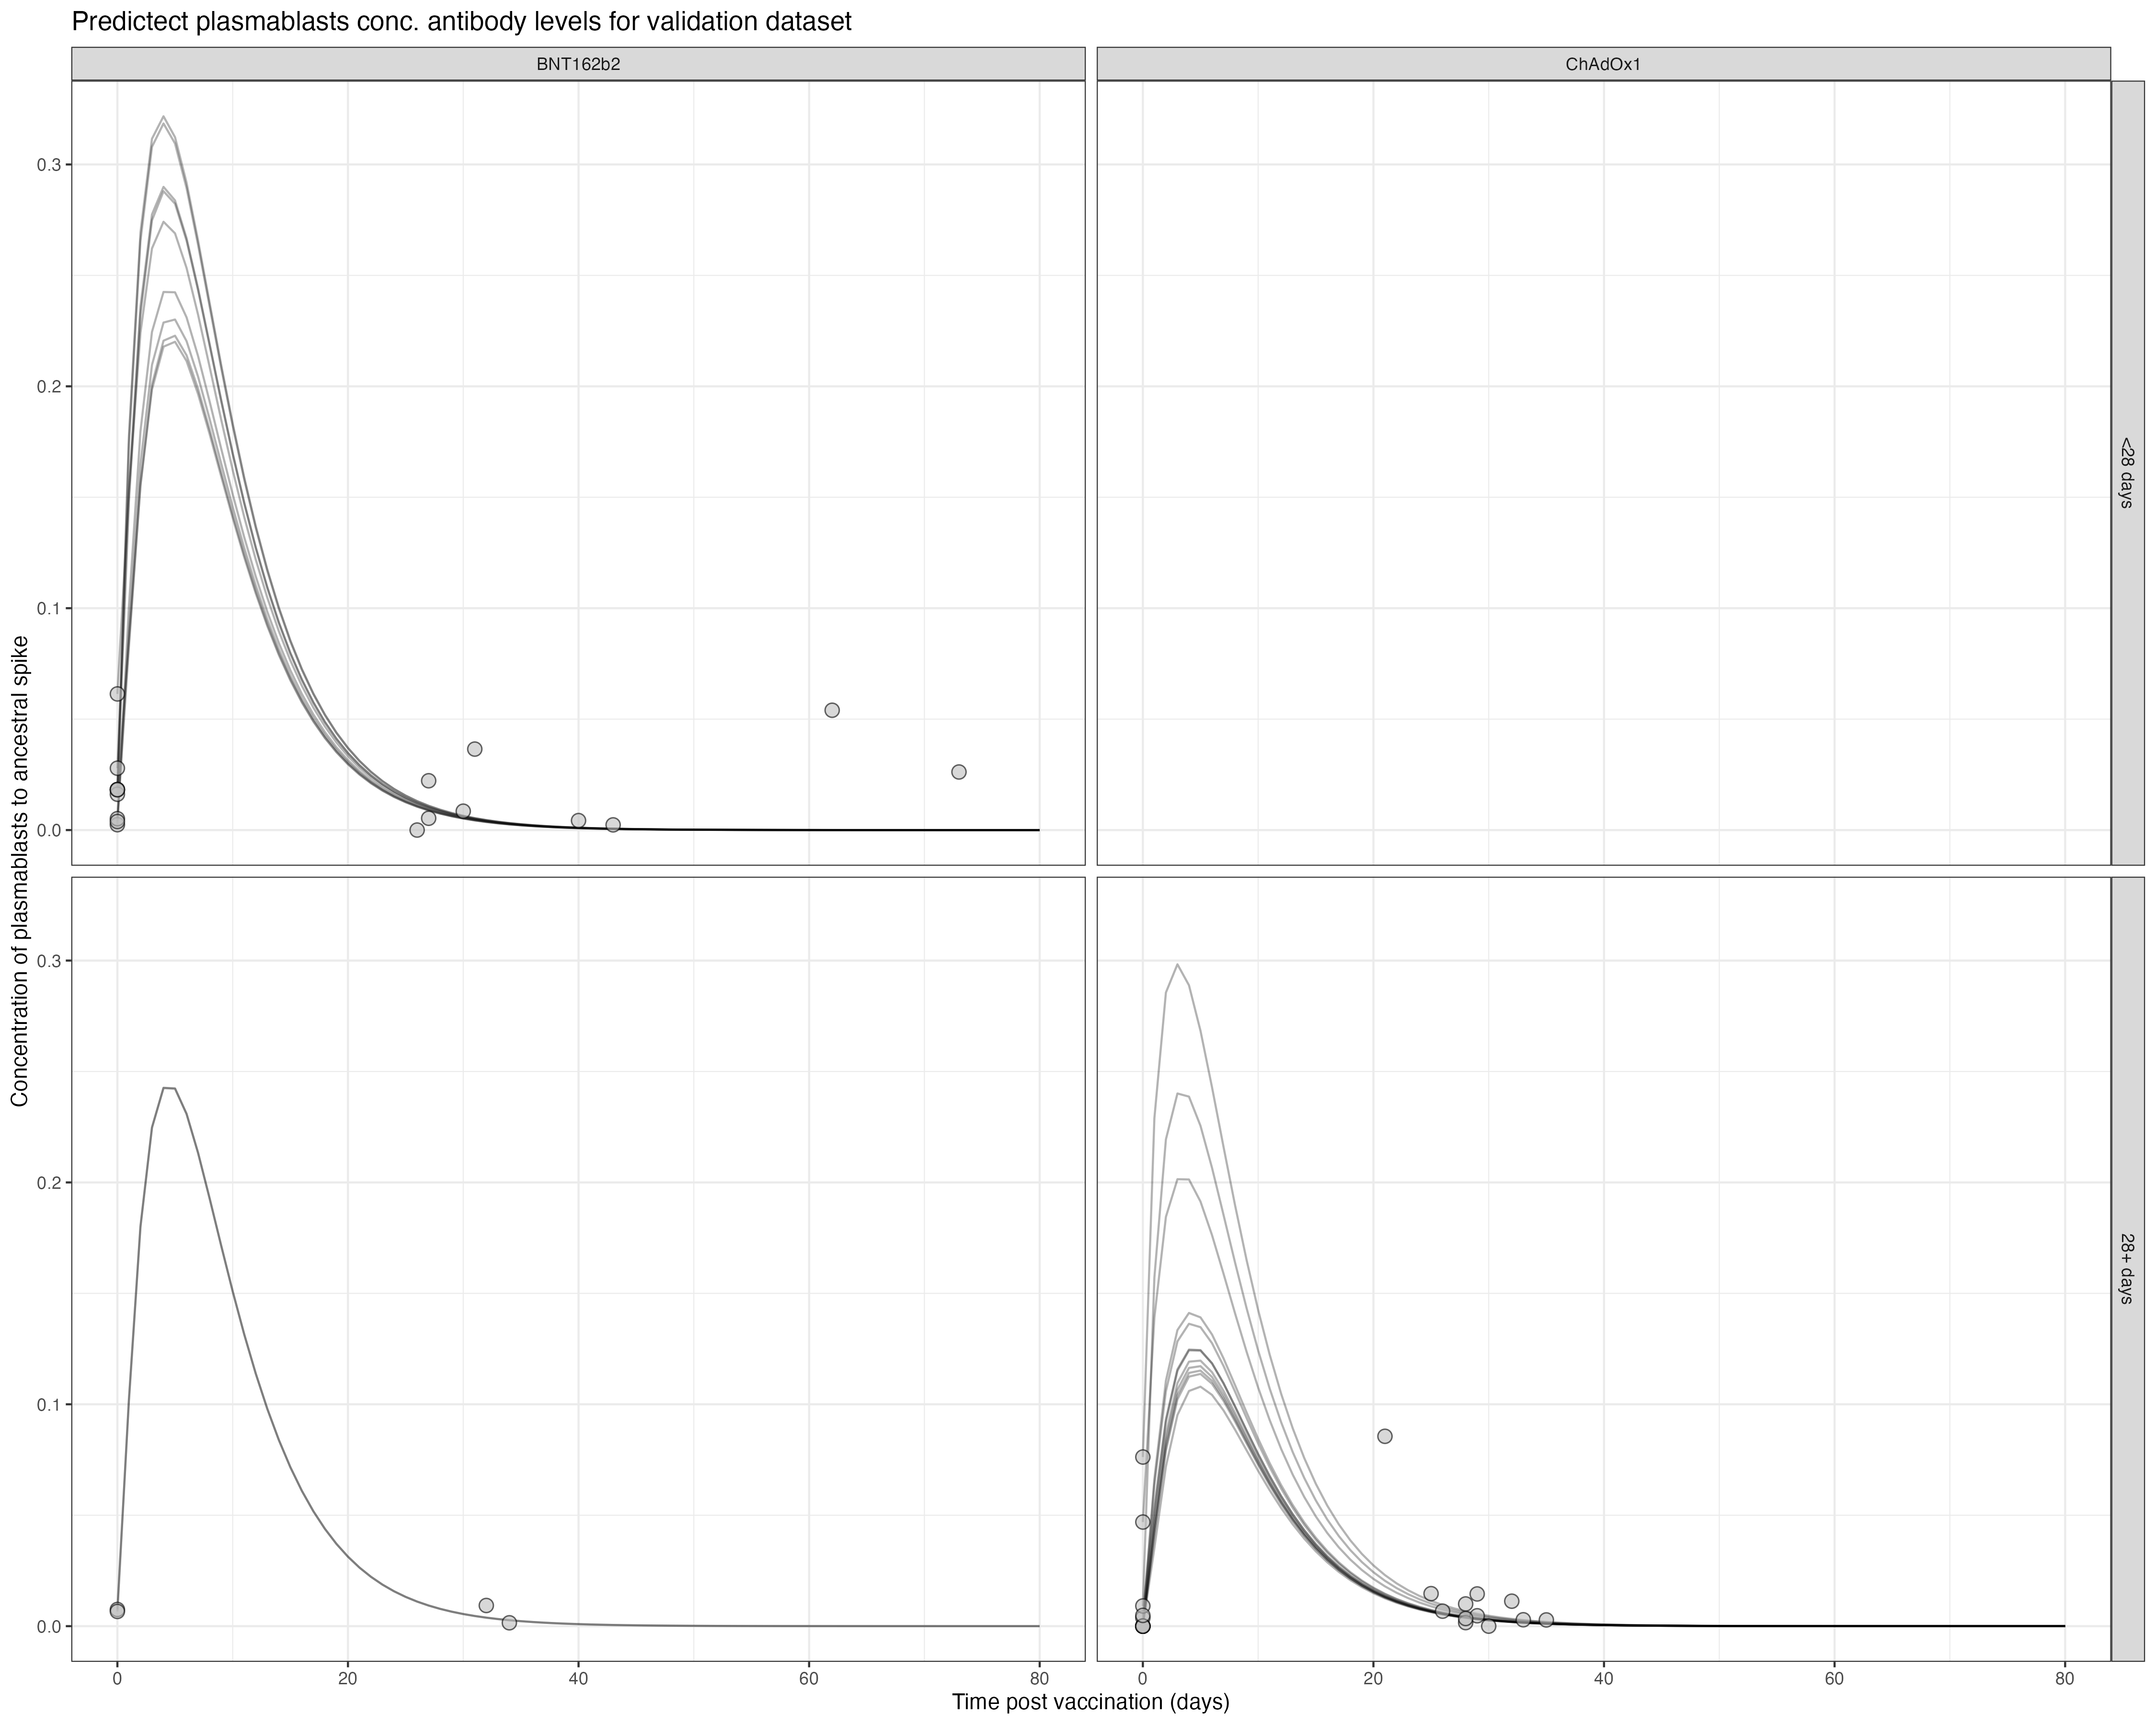 Predictect plasmablasts conc. antibody levels for validation dataset
BNT162b2
ChAdOx1
0.3
0.2
0.1
0.0
<28 days
Concentration of plasmablasts to ancestral spike
0.3
0.2
0.1
0.0
28+ days
0 20 40 60 80
0 20 40 60 80
Time post vaccination (days)